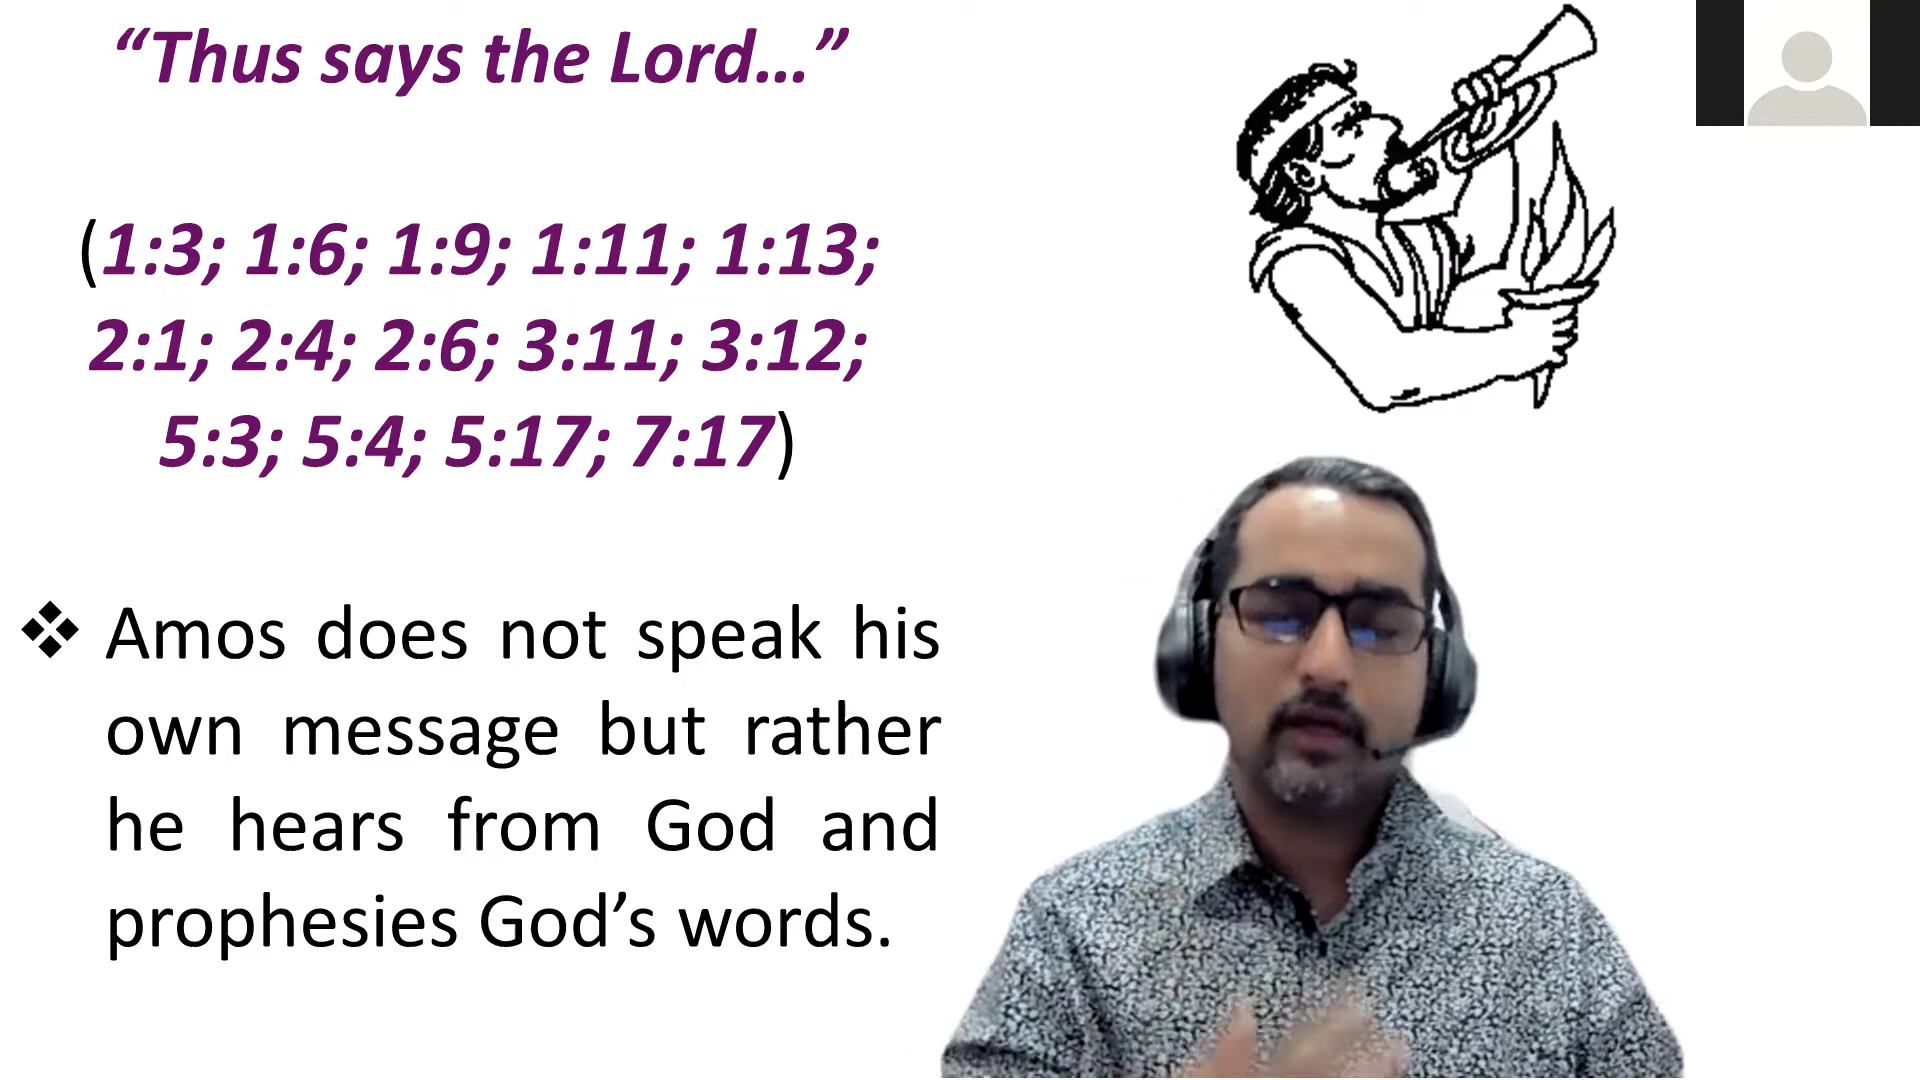 “Thus says the Lord…”
(1:3; 1:6; 1:9; 1:11; 1:13;
2:1; 2:4; 2:6; 3:11; 3:12;
5:3; 5:4; 5:17; 7:17)
❖ Amos does not speak his
own message but rather
he hears from God and
prophesies God’s words.